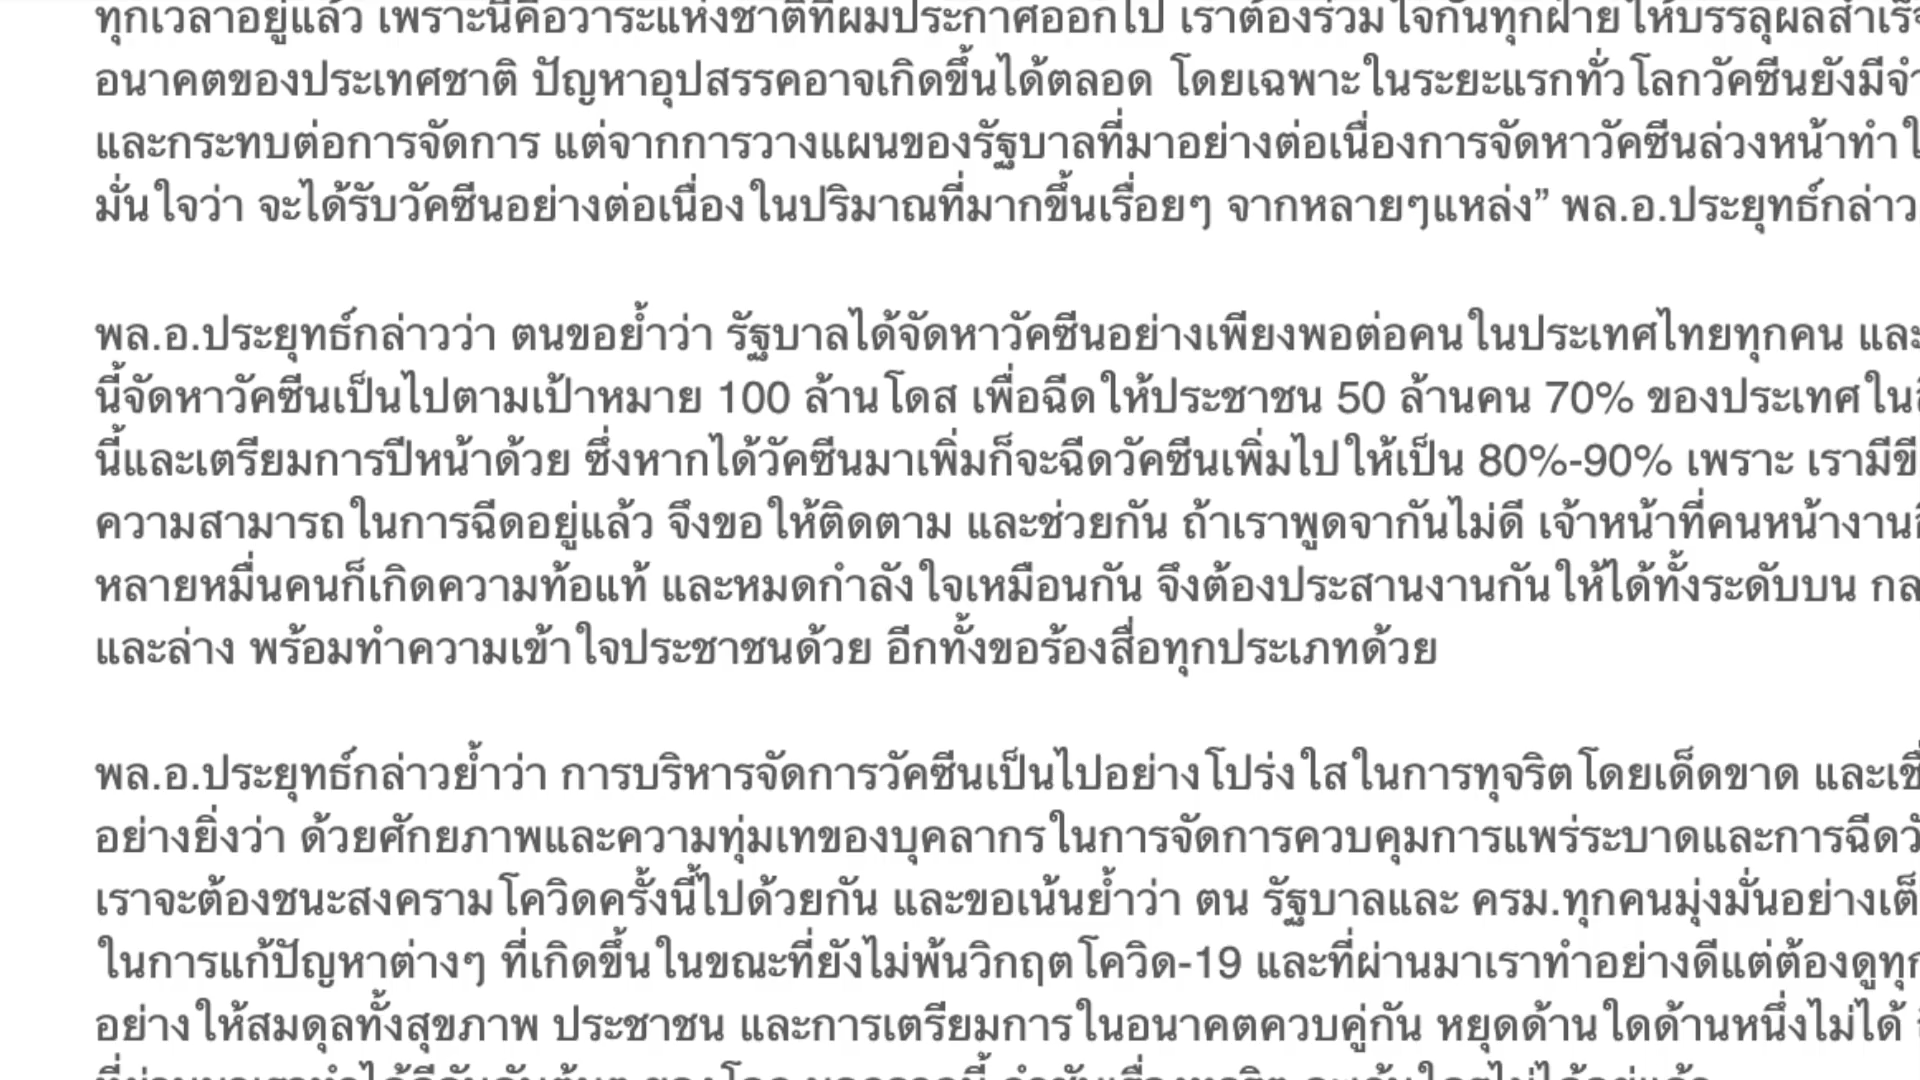 ทุกเวลาอยู่แล้ว เพราะนี่คือวาระแห่งชาติที่ผมประกาศออกไป เราต้องร่วมใจกันทุกฝ่ายให้บรรลุผลสำเร็จ
อนาคตของประเทศชาติ ปัญหาอุปสรรคอาจเกิดขึ้นได้ตลอด โดยเฉพาะในระยะแรกทั่วโลกวัคซีนยังมีจำ
และกระทบต่อการจัดการ แต่จากการวางแผนของรัฐบาลที่มาอย่างต่อเนื่องการจัดหาวัคซีนล่วงหน้าทำใ
มั่นใจว่า จะได้รับวัคซีนอย่างต่อเนื่องในปริมาณที่มากขึ้นเรื่อยๆ จากหลายๆแหล่ง” พล.อ.ประยุทธ์กล่าว
พล.อ.ประยุทธ์กล่าวว่า ตนขอย้ำว่า รัฐบาลได้จัดหาวัคซีนอย่างเพียงพอต่อคนในประเทศไทยทุกคน และ
นี้จัดหาวัคซีนเป็นไปตามเป้าหมาย 100 ล้านโดส เพื่อฉีดให้ประชาชน 50 ล้านคน 70% ของประเทศใน
นี้และเตรียมการปีหน้าด้วย ซึ่งหากได้วัคซีนมาเพิ่มก็จะฉีดวัคซีนเพิ่มไปให้เป็น 80%-90% เพราะ เรามีขี
ความสามารถในการฉีดอยู่แล้ว จึงขอให้ติดตาม และช่วยกัน ถ้าเราพูดจากันไม่ดี เจ้าหน้าที่คนหน้างาน
หลายหมื่นคนก็เกิดความท้อแท้ และหมดกำลังใจเหมือนกัน จึงต้องประสานงานกันให้ได้ทั้งระดับบน กล
และล่าง พร้อมทำความเข้าใจประชาชนด้วย อีกทั้งขอร้องสื่อทุกประเภทด้วย
พล.อ.ประยุทธ์กล่าวย้ำว่า การบริหารจัดการวัคซีนเป็นไปอย่างโปร่งใสในการทุจริตโดยเด็ดขาด และเชื่
อย่างยิ่งว่า ด้วยศักยภาพและความทุ่มเทของบุคลากรในการจัดการควบคุมการแพร่ระบาดและการฉีดวั
เราจะต้องชนะสงครามโควิดครั้งนี้ไปด้วยกัน และขอเน้นย้ำว่า ตน รัฐบาลและ ครม.ทุกคนมุ่งมั่นอย่างเต็
ในการแก้ปัญหาต่างๆ ที่เกิดขึ้นในขณะที่ยังไม่พ้นวิกฤตโควิด-19 และที่ผ่านมาเราทำอย่างดีแต่ต้องดูทุก
อย่างให้สมดุลทั้งสุขภาพ ประชาชน และการเตรียมการในอนาคตควบคู่กัน หยุดด้านใดด้านหนึ่งไม่ได้